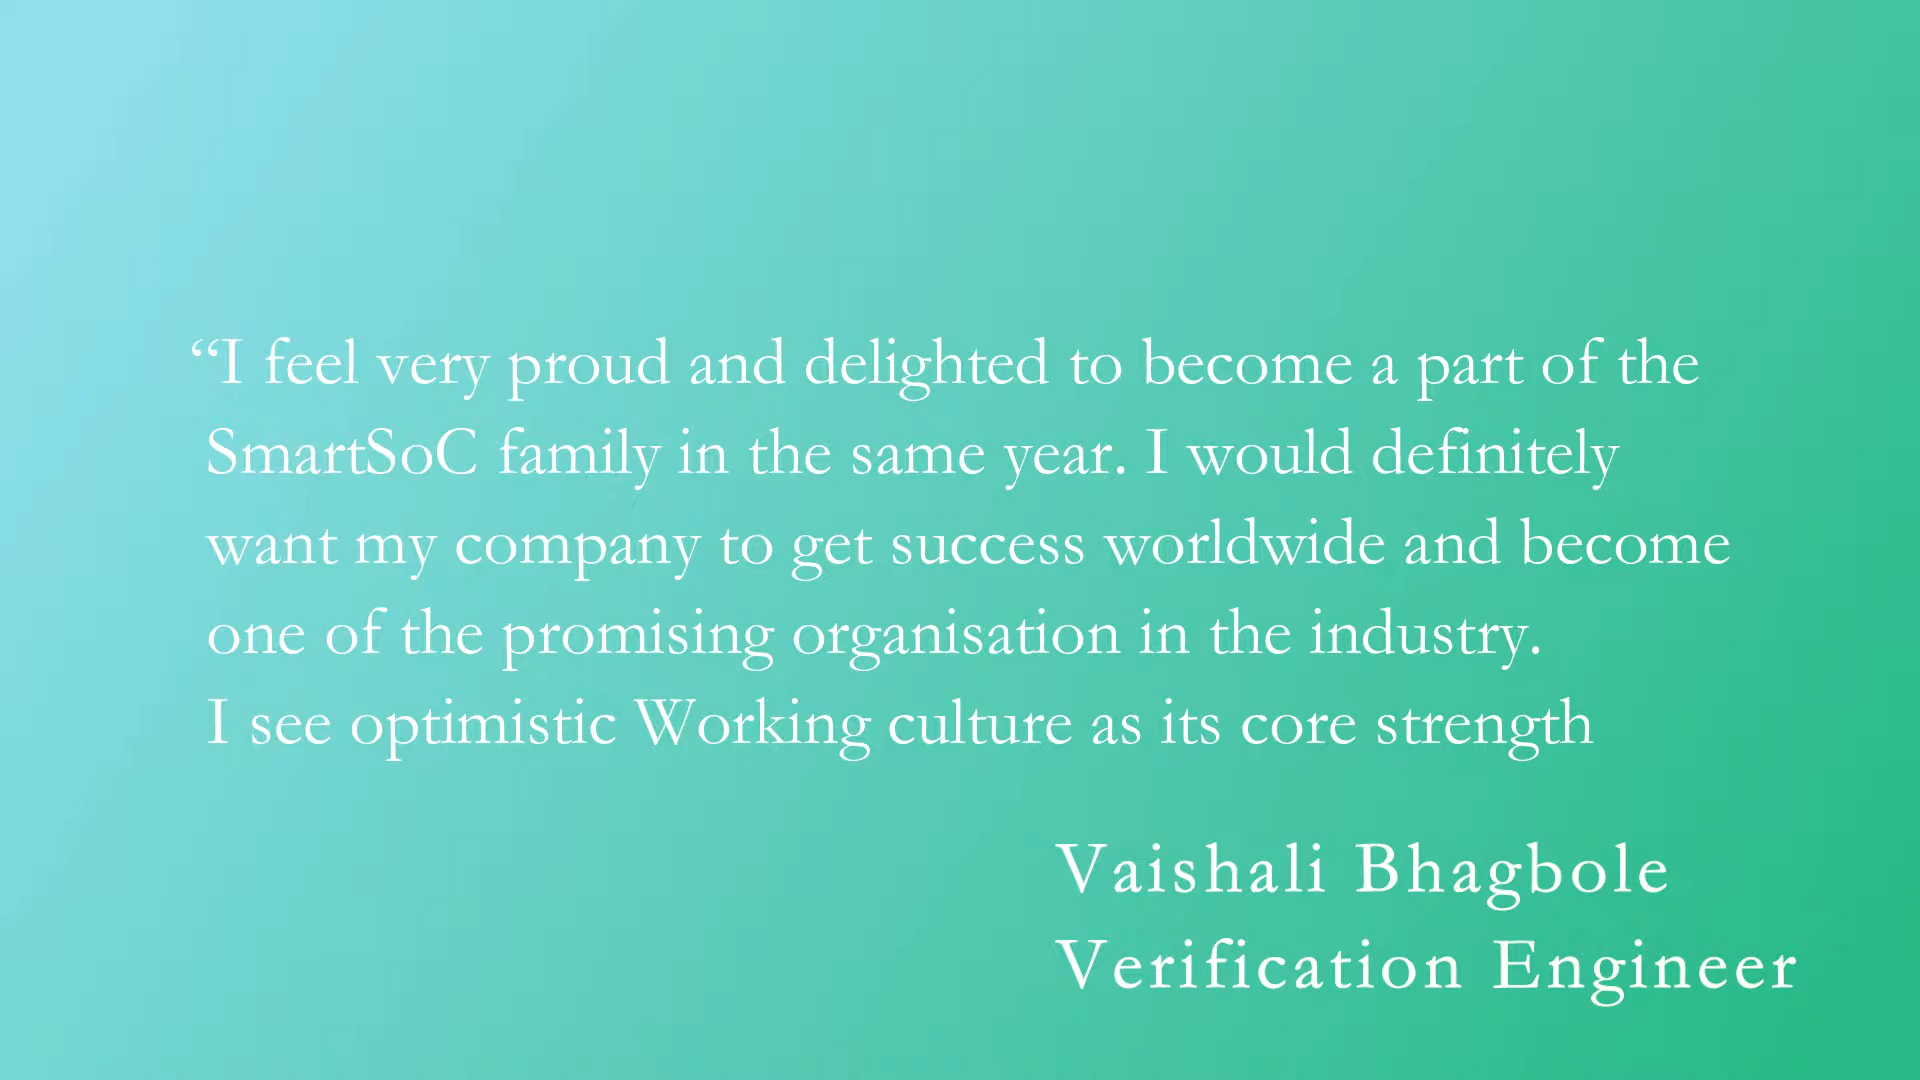 “I feel very proud and delighted to become a part of the
SmartSoC family in the same year. I would definitely
want my company to get success worldwide and become
one of the promising organisation in the industry.
I see optimistic Working culture as its core strength
Vaishali Bhagbole
Verification Engineer